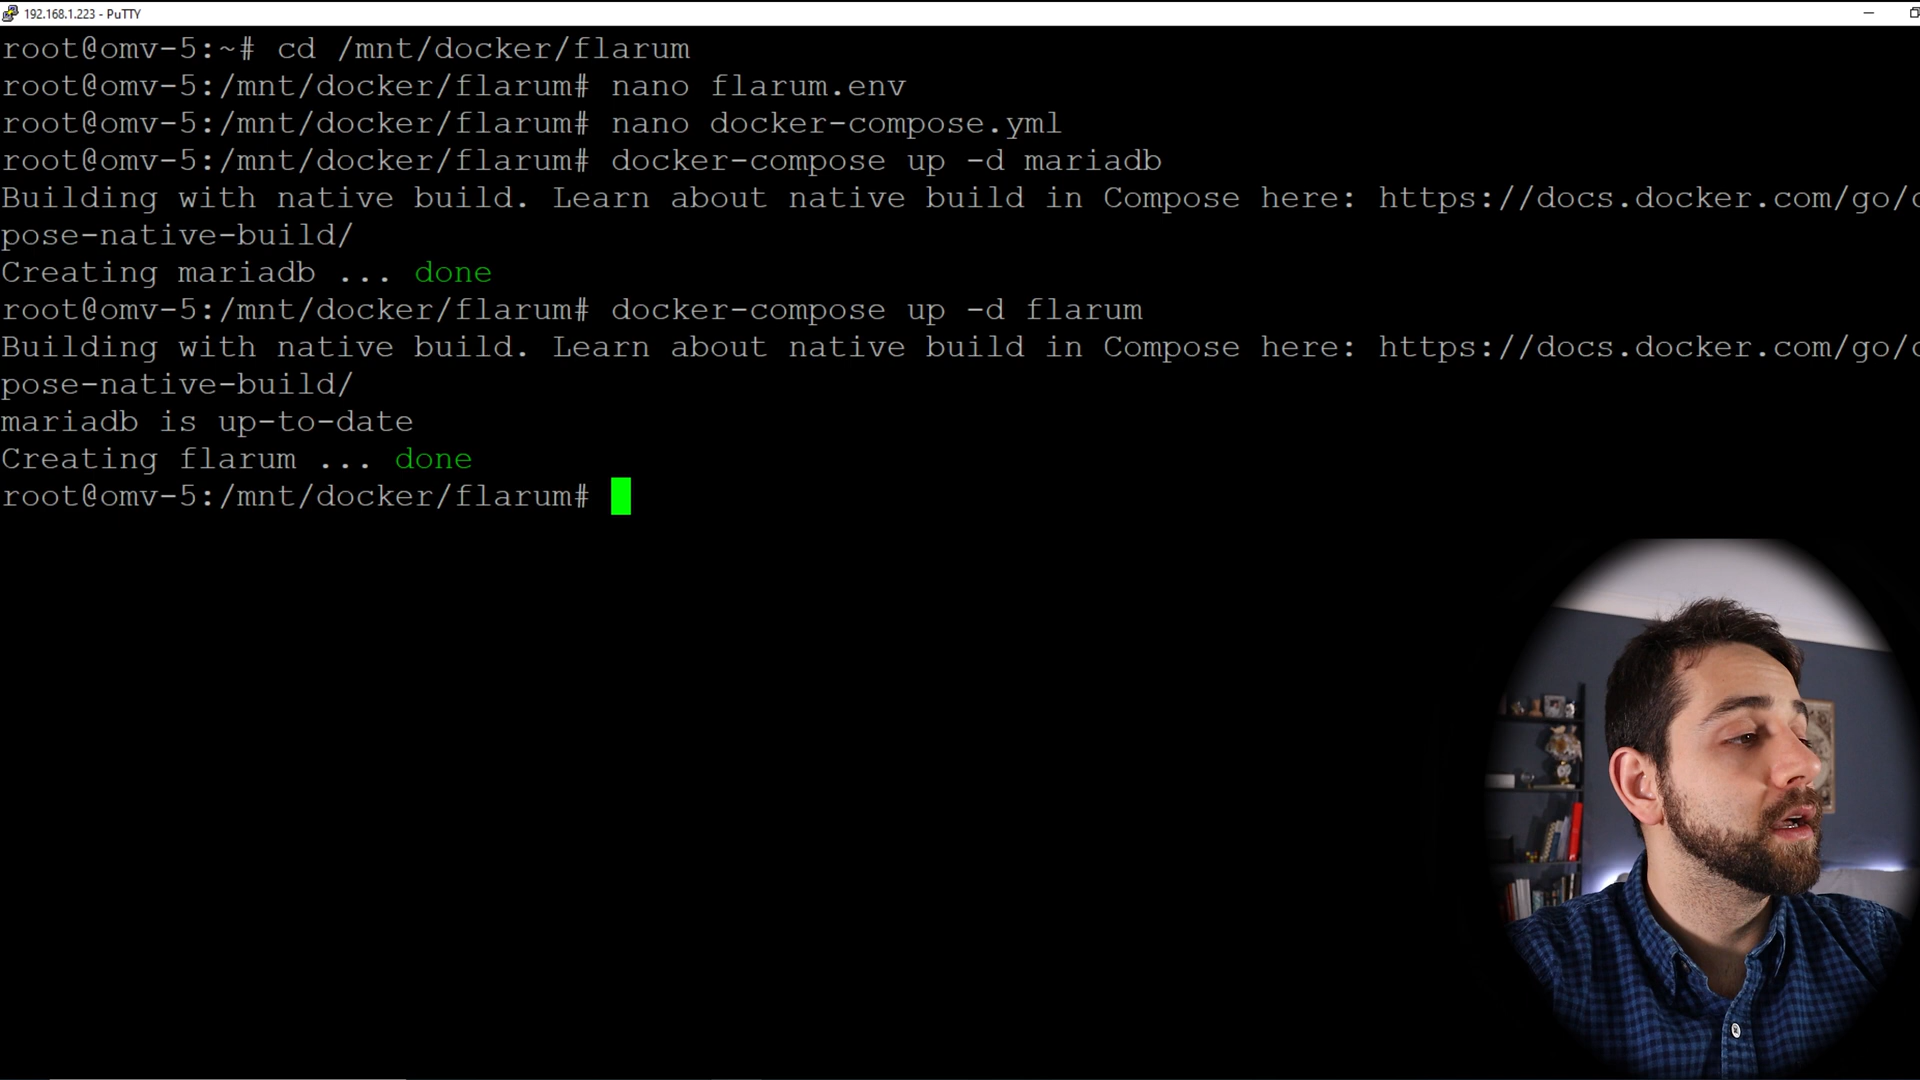 192.168.1.223 - PuTTY
root@omv-5:~# cd /mnt/docker/flarum
root@omv-5:/mnt/docker/flarum# nano flarum.env
root@omv-5:/mnt/docker/flarum# nano docker-compose.yml
root@omv-5:/mnt/docker/flarum# docker-compose up -d mariadb
Building with native build. Learn about native build in Compose here: https://docs.docker.com/go/c
pose-native-build/
Creating mariadb ... done
root@omv-5:/mnt/docker/flarum# docker-compose up -d flarum
Building with native build. Learn about native build in Compose here: https://docs.docker.com/go/c
pose-native-build/
mariadb is up-to-date
Creating flarum ... done
root@omv-5:/mnt/docker/flarum#